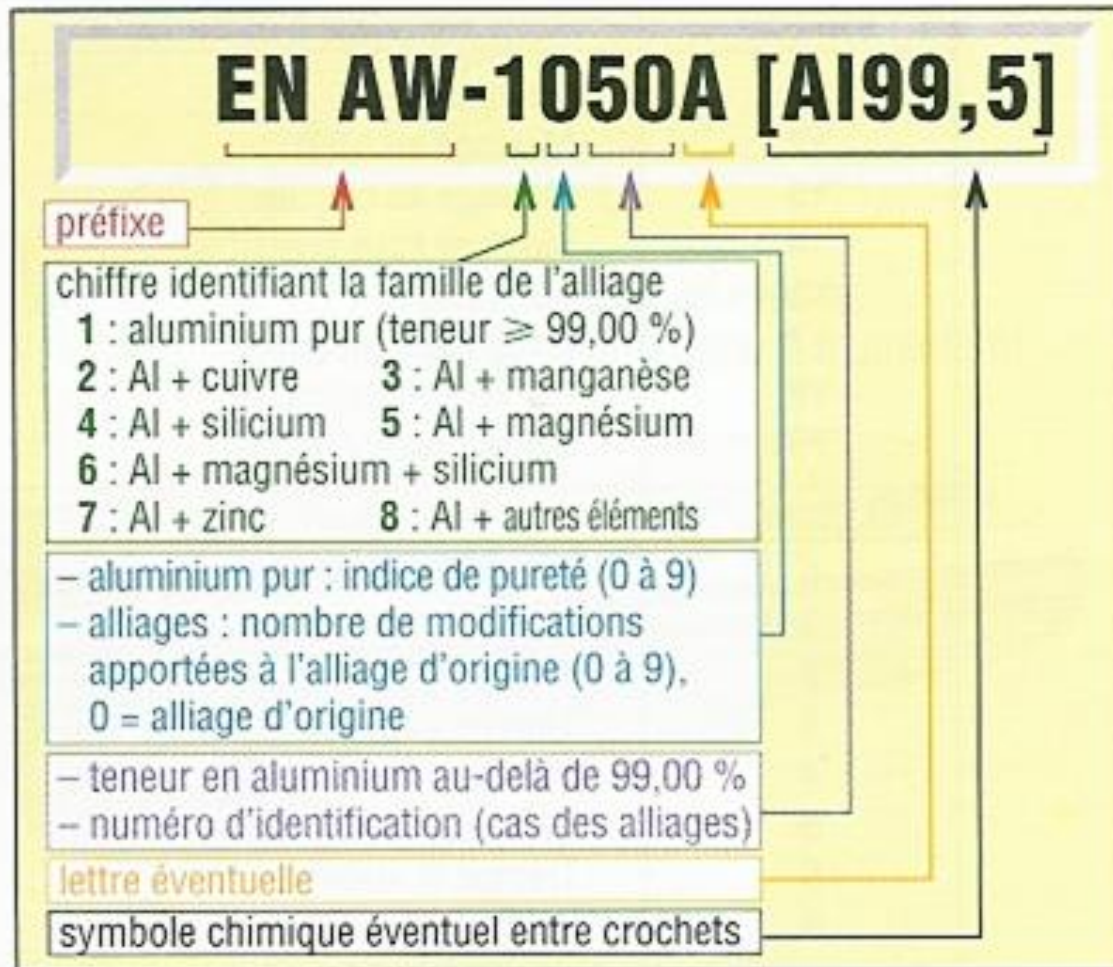 EN AW-1050A [Al99,5]
préfixe
chiffre identifiant la famille de l'alliage
1 : aluminium pur (teneur ⩾ 99,00 %)
2 : Al + cuivre 3 : Al + manganèse
4 : Al + silicium 5 : Al + magnésium
6 : Al + magnésium + silicium
7 : Al + zinc 8 : Al + autres éléments
– aluminium pur : indice de pureté (0 à 9)
– alliages : nombre de modifications
apportées à l'alliage d'origine (0 à 9),
0 = alliage d'origine
– teneur en aluminium au-delà de 99,00 %
– numéro d'identification (cas des alliages)
lettre éventuelle
symbole chimique éventuel entre crochets